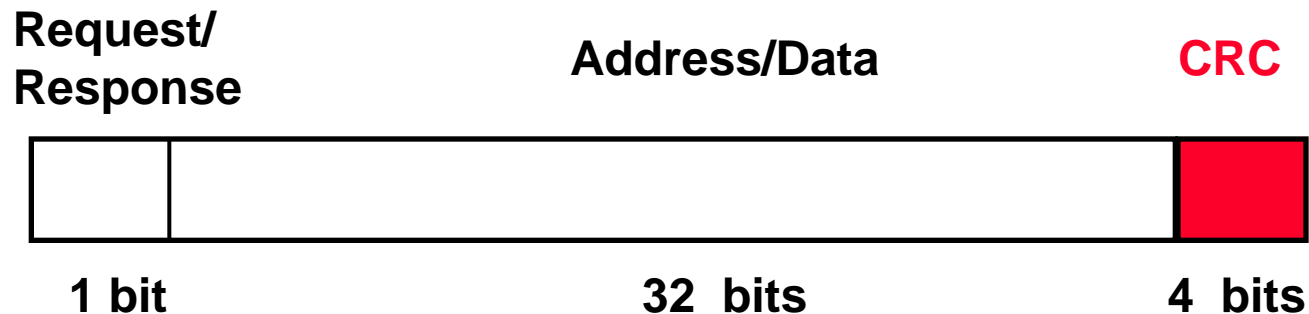 Request/
Response
Address/Data
CRC
1 bit
32 bits
4 bits